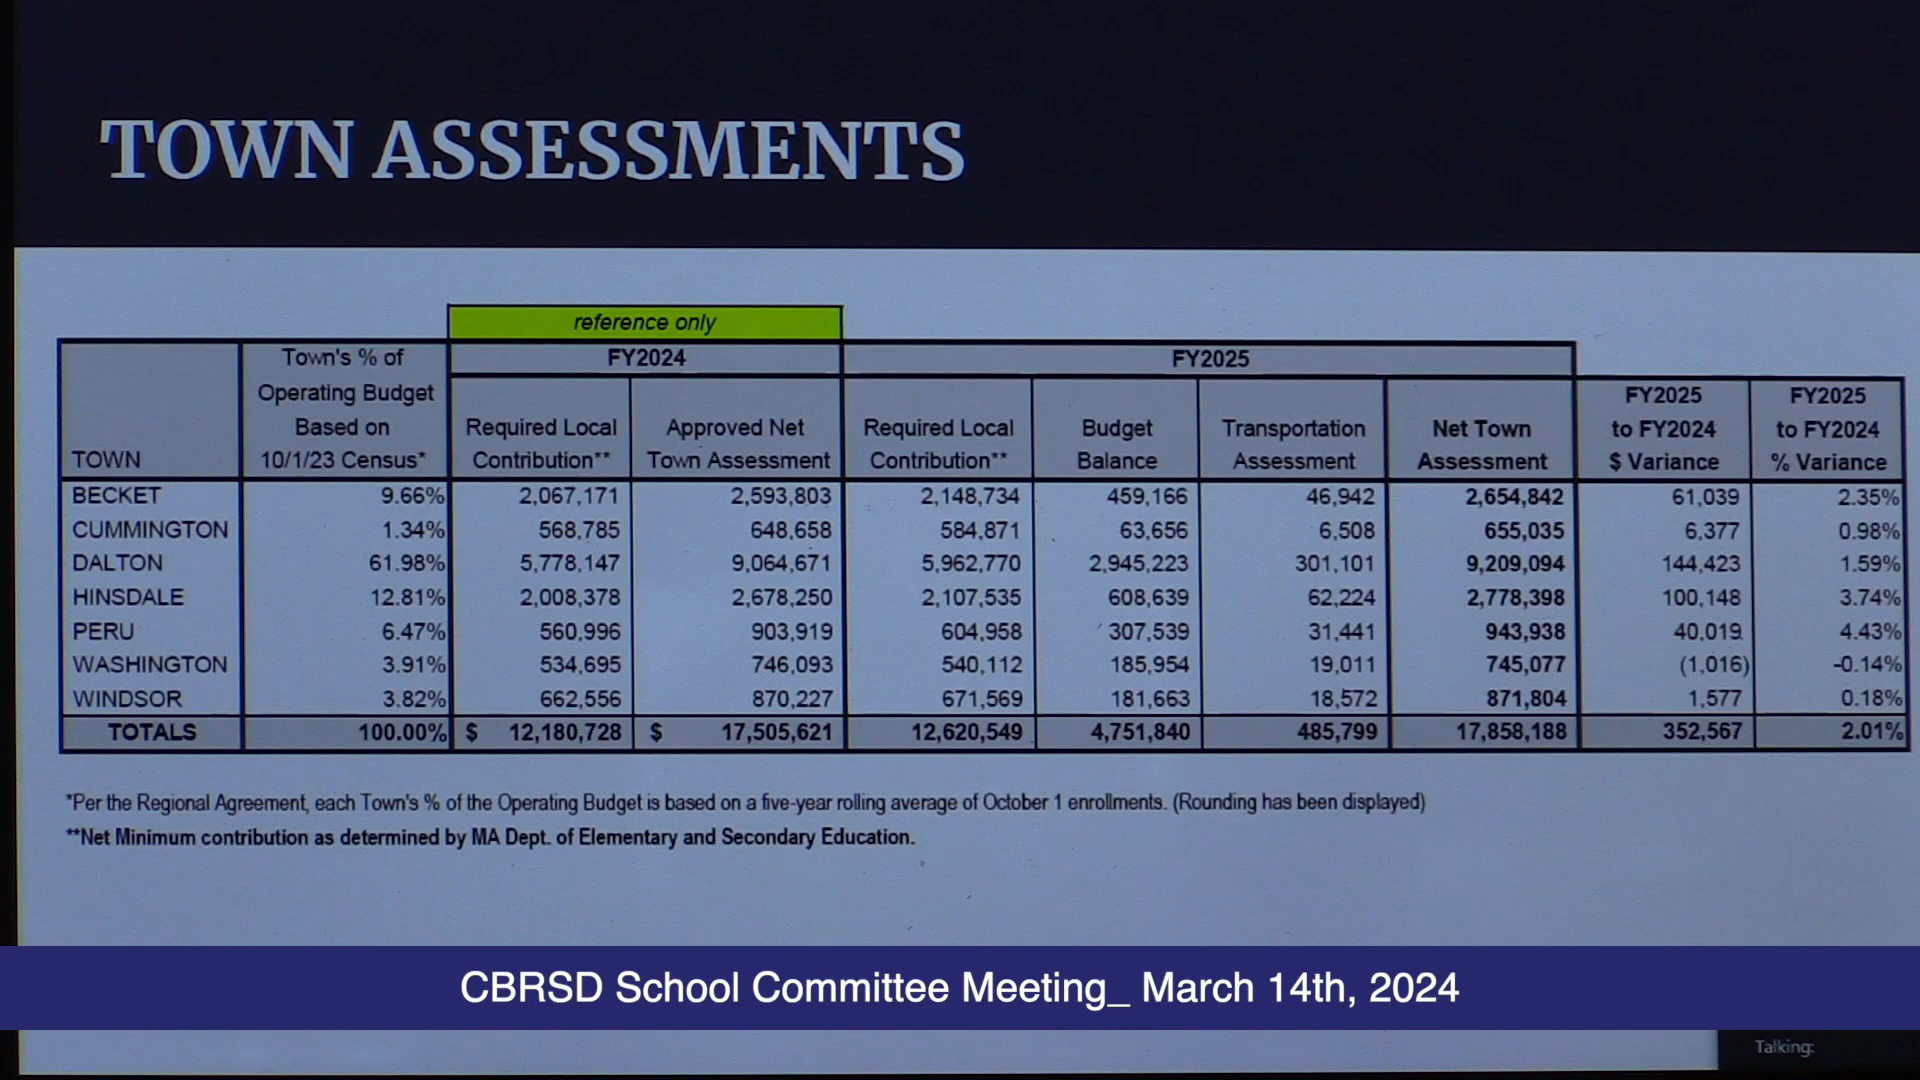 TOWN ASSESSMENTS
reference only
FY2024 FY2025
TOWN Town's % of Operating Budget Based on 10/1/23 Census* Required Local Contribution** Approved Net Town Assessment Required Local Contribution** Budget Balance Transportation Assessment Net Town Assessment FY2025 to FY2024 $ Variance FY2025 to FY2024 % Variance
BECKET 9.66% 2,067,171 2,593,803 2,148,734 459,166 46,942 2,654,842 61,039 2.35%
CUMMINGTON 1.34% 568,785 648,658 584,871 63,656 6,508 655,035 6,377 0.98%
DALTON 61.98% 5,778,147 9,064,671 5,962,770 2,945,223 301,101 9,209,094 144,423 1.59%
HINSDALE 12.81% 2,008,378 2,678,250 2,107,535 608,639 62,224 2,778,398 100,148 3.74%
PERU 6.47% 560,996 903,919 604,958 307,539 31,441 943,938 40,019 4.43%
WASHINGTON 3.91% 534,695 746,093 540,112 185,954 19,011 745,077 (1,016) -0.14%
WINDSOR 3.82% 662,556 870,227 671,569 181,663 18,572 871,804 1,577 0.18%
TOTALS 100.00% $ 12,180,728 $ 17,505,621 12,620,549 4,751,840 485,799 17,858,188 352,567 2.01%
*Per the Regional Agreement, each Town's % of the Operating Budget is based on a five-year rolling average of October 1 enrollments. (Rounding has been displayed)
**Net Minimum contribution as determined by MA Dept. of Elementary and Secondary Education.
CBRSD School Committee Meeting_ March 14th, 2024
Talking: